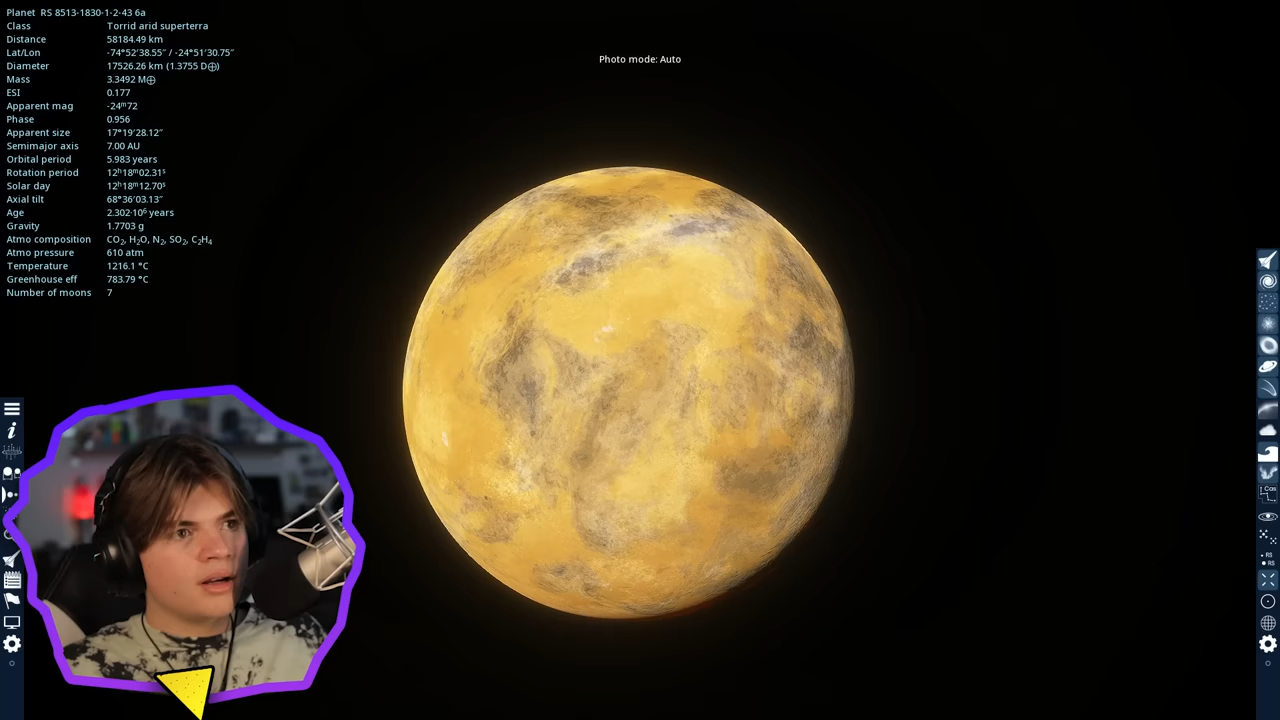 Planet RS 8513-1830-1-2-43 6a
Class Torrid arid superterra
Distance 58184.49 km
Lat/Lon -74°52′38.55″ / -24°51′30.75″
Diameter 17526.26 km (1.3755 D⊕)
Mass 3.3492 M⊕
ESI 0.177
Apparent mag -24ᵐ72
Phase 0.956
Apparent size 17°19′28.12″
Semimajor axis 7.00 AU
Orbital period 5.983 years
Rotation period 12ʰ18ᵐ02.31ˢ
Solar day 12ʰ18ᵐ12.70ˢ
Axial tilt 68°36′03.13″
Age 2.302·10⁶ years
Gravity 1.7703 g
Atmo composition CO₂, H₂O, N₂, SO₂, C₂H₄
Atmo pressure 610 atm
Temperature 1216.1 °C
Greenhouse eff 783.79 °C
Number of moons 7
Photo mode: Auto
RS
RS